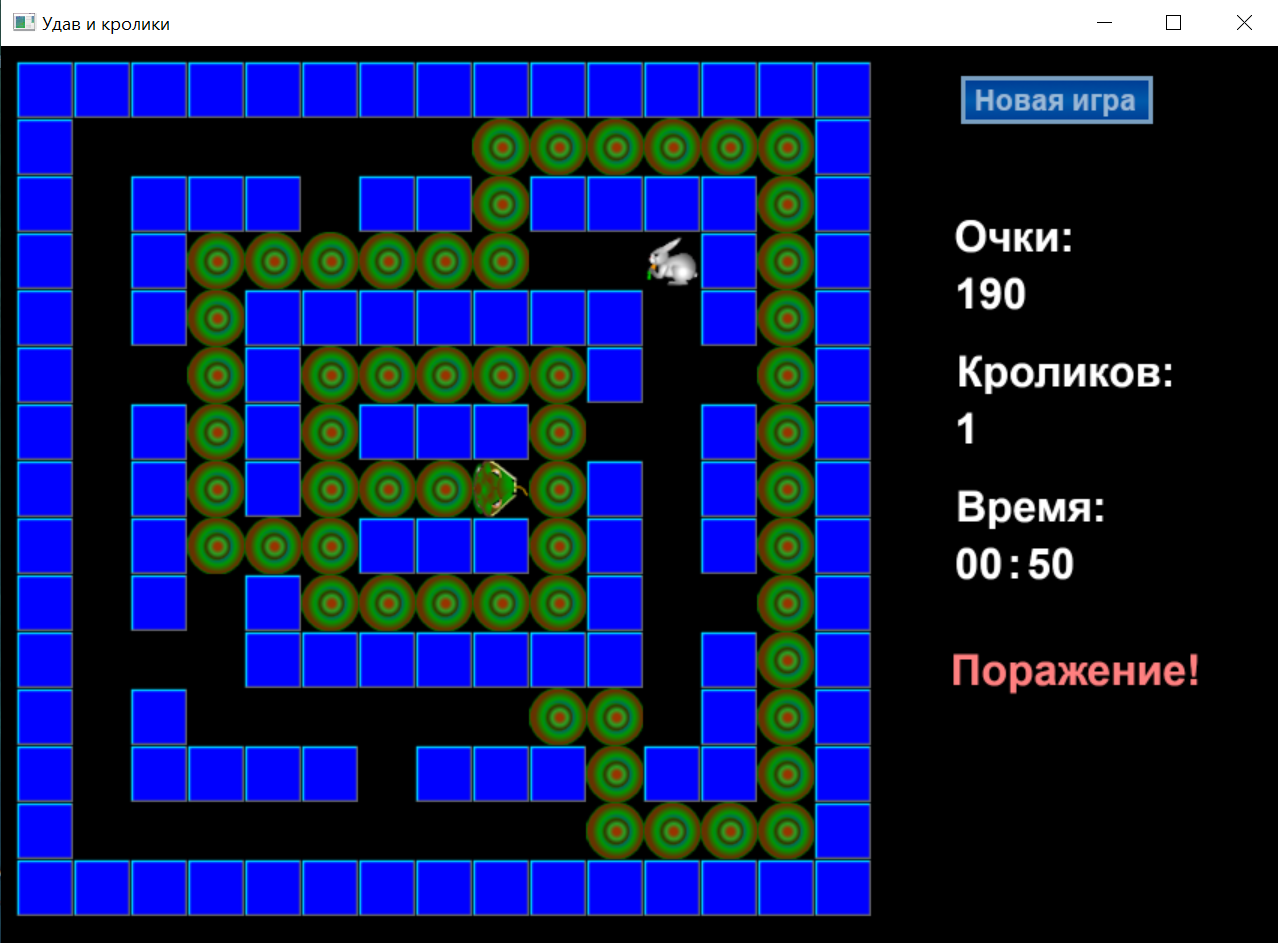 Удав и кролики
Новая игра
Очки:
190
Кроликов:
1
Время:
00:50
Поражение!